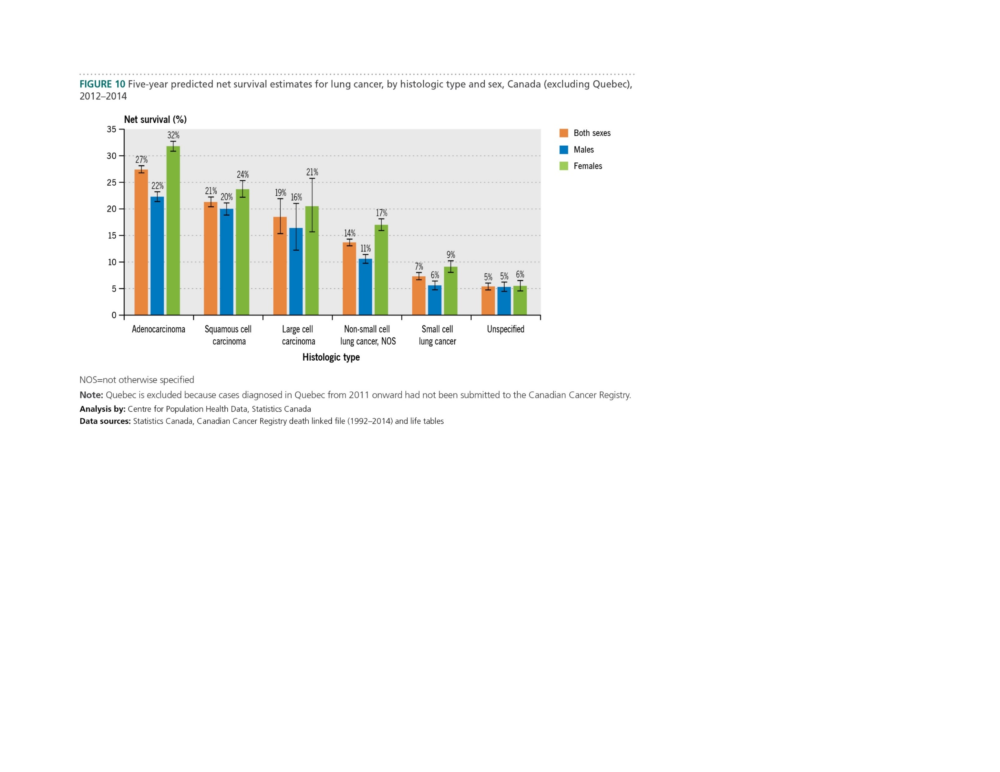 FIGURE 10 Five-year predicted net survival estimates for lung cancer, by histologic type and sex, Canada (excluding Quebec),
2012–2014
Net survival (%)
35
30
25
20
15
10
5
0
27%
22%
32%
21%
20%
24%
19%
16%
21%
14%
11%
17%
7%
6%
9%
5%
5%
6%
Both sexes
Males
Females
Adenocarcinoma
Squamous cell
carcinoma
Large cell
carcinoma
Non-small cell
lung cancer, NOS
Small cell
lung cancer
Unspecified
Histologic type
NOS=not otherwise specified
Note: Quebec is excluded because cases diagnosed in Quebec from 2011 onward had not been submitted to the Canadian Cancer Registry.
Analysis by: Centre for Population Health Data, Statistics Canada
Data sources: Statistics Canada, Canadian Cancer Registry death linked file (1992–2014) and life tables